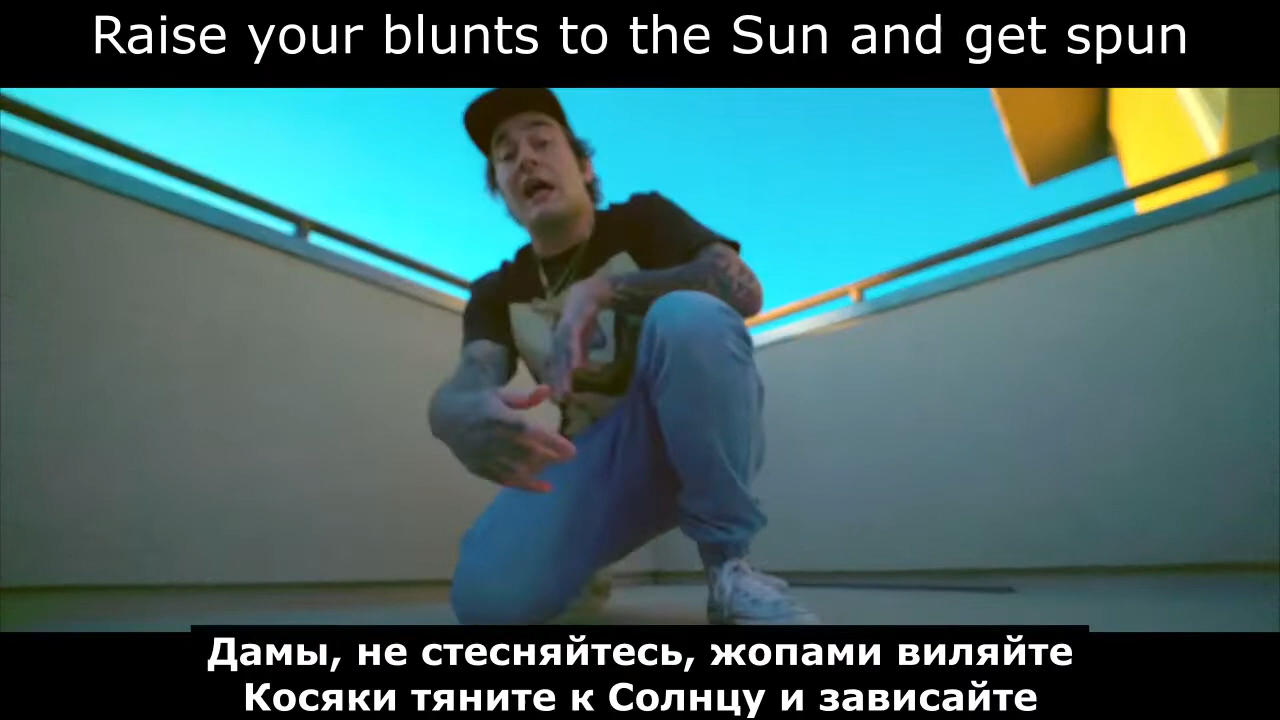 Raise your blunts to the Sun and get spun
Дамы, не стесняйтесь, жопами виляйте
Косяки тяните к Солнцу и зависайте